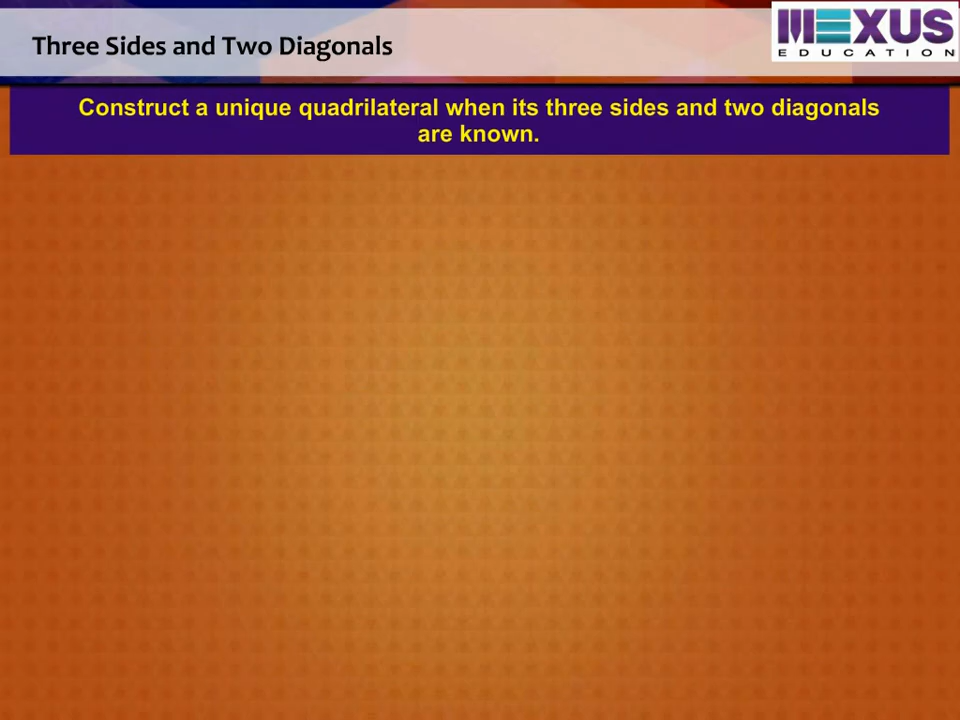 Three Sides and Two Diagonals
MEXUS
EDUCATION
Construct a unique quadrilateral when its three sides and two diagonals
are known.